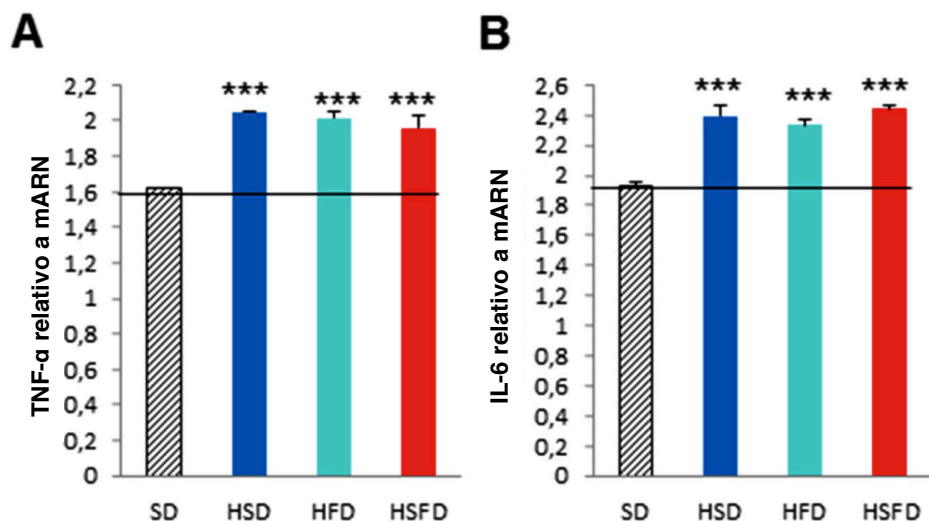 A
TNF-α relativo a mARN
2,2
2
1,8
1,6
1,4
1,2
1
0,8
0,6
0,4
0,2
0
***
***
***
SD
HSD
HFD
HSFD
B
IL-6 relativo a mARN
2,6
2,4
2,2
2
1,8
1,6
1,4
1,2
1
0,8
0,6
0,4
0,2
0
***
***
***
SD
HSD
HFD
HSFD